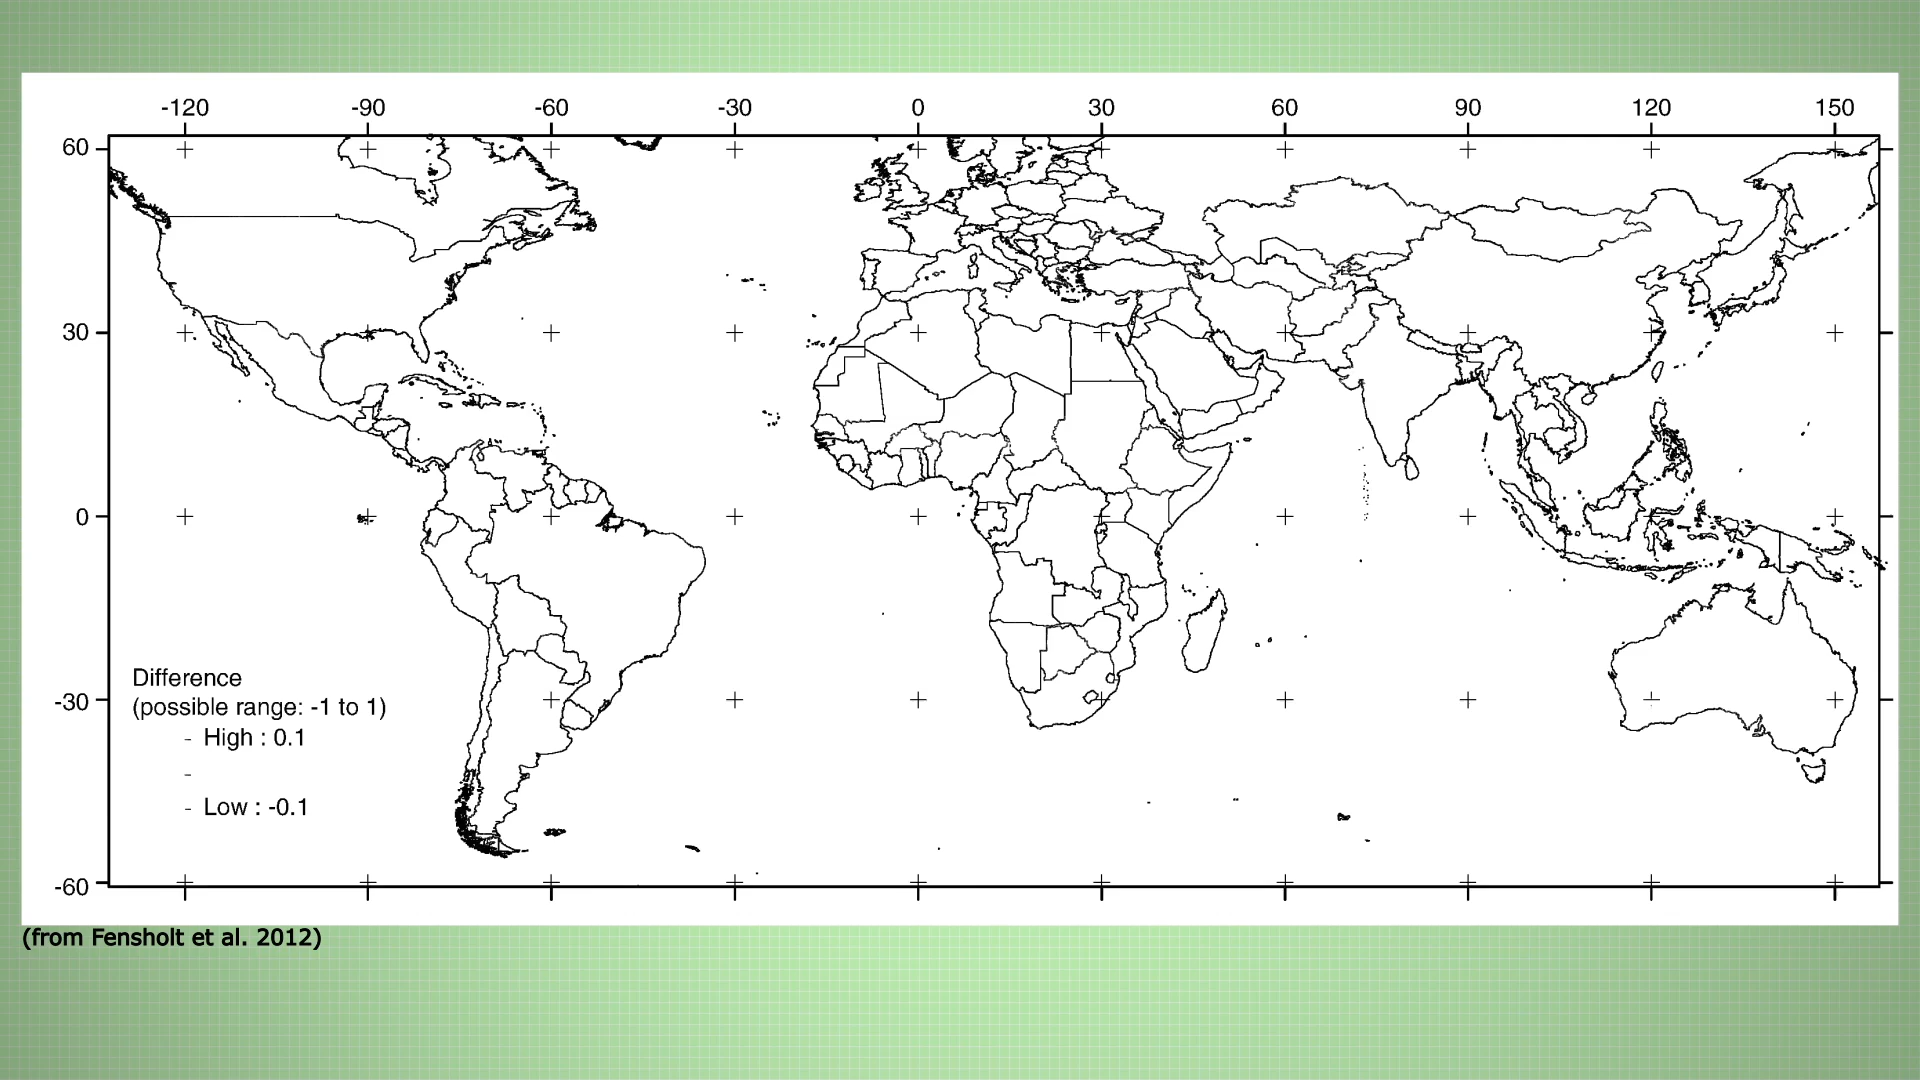 -120 -90 -60 -30 0 30 60 90 120 150
60
30
0
-30
-60
Difference
(possible range: -1 to 1)
- High : 0.1
-
- Low : -0.1
(from Fensholt et al. 2012)